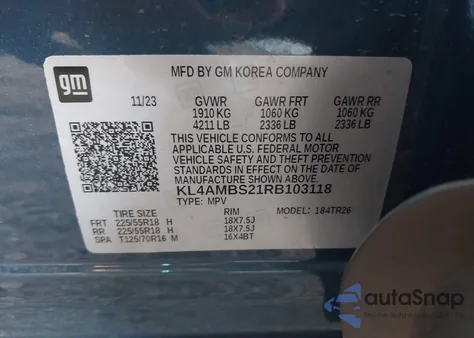 gm
MFD BY GM KOREA COMPANY
11/23 GVWR GAWR FRT GAWR RR
1910 KG 1060 KG 1060 KG
4211 LB 2336 LB 2336 LB
THIS VEHICLE CONFORMS TO ALL
APPLICABLE U.S. FEDERAL MOTOR
VEHICLE SAFETY AND THEFT PREVENTION
STANDARDS IN EFFECT ON THE DATE OF
MANUFACTURE SHOWN ABOVE.
KL4AMBS21RB103118
TYPE: MPV
TIRE SIZE RIM MODEL: 184TR26
FRT 225/55R18 H 18X7.5J
RR 225/55R18 H 18X7.5J
SPA T125/70R16 M 16X4BT
autoSnap